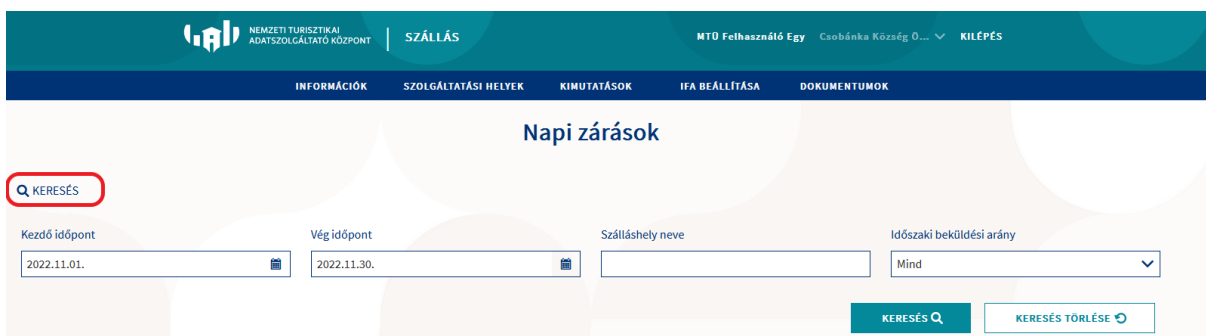 NEMZETI TURISZTIKAI
ADATSZOLGÁLTATÓ KÖZPONT
SZÁLLÁS
MTÜ Felhasználó Egy Csobánka Község O... KILÉPÉS
INFORMÁCIÓK SZOLGÁLTATÁSI HELYEK KIMUTATÁSOK IFA BEÁLLÍTÁSA DOKUMENTUMOK
Napi zárások
KERESÉS
Kezdő időpont Vég időpont Szálláshely neve Időszaki beküldési arány
2022.11.01. 2022.11.30. Mind
KERESÉS KERESÉS TÖRLÉSE